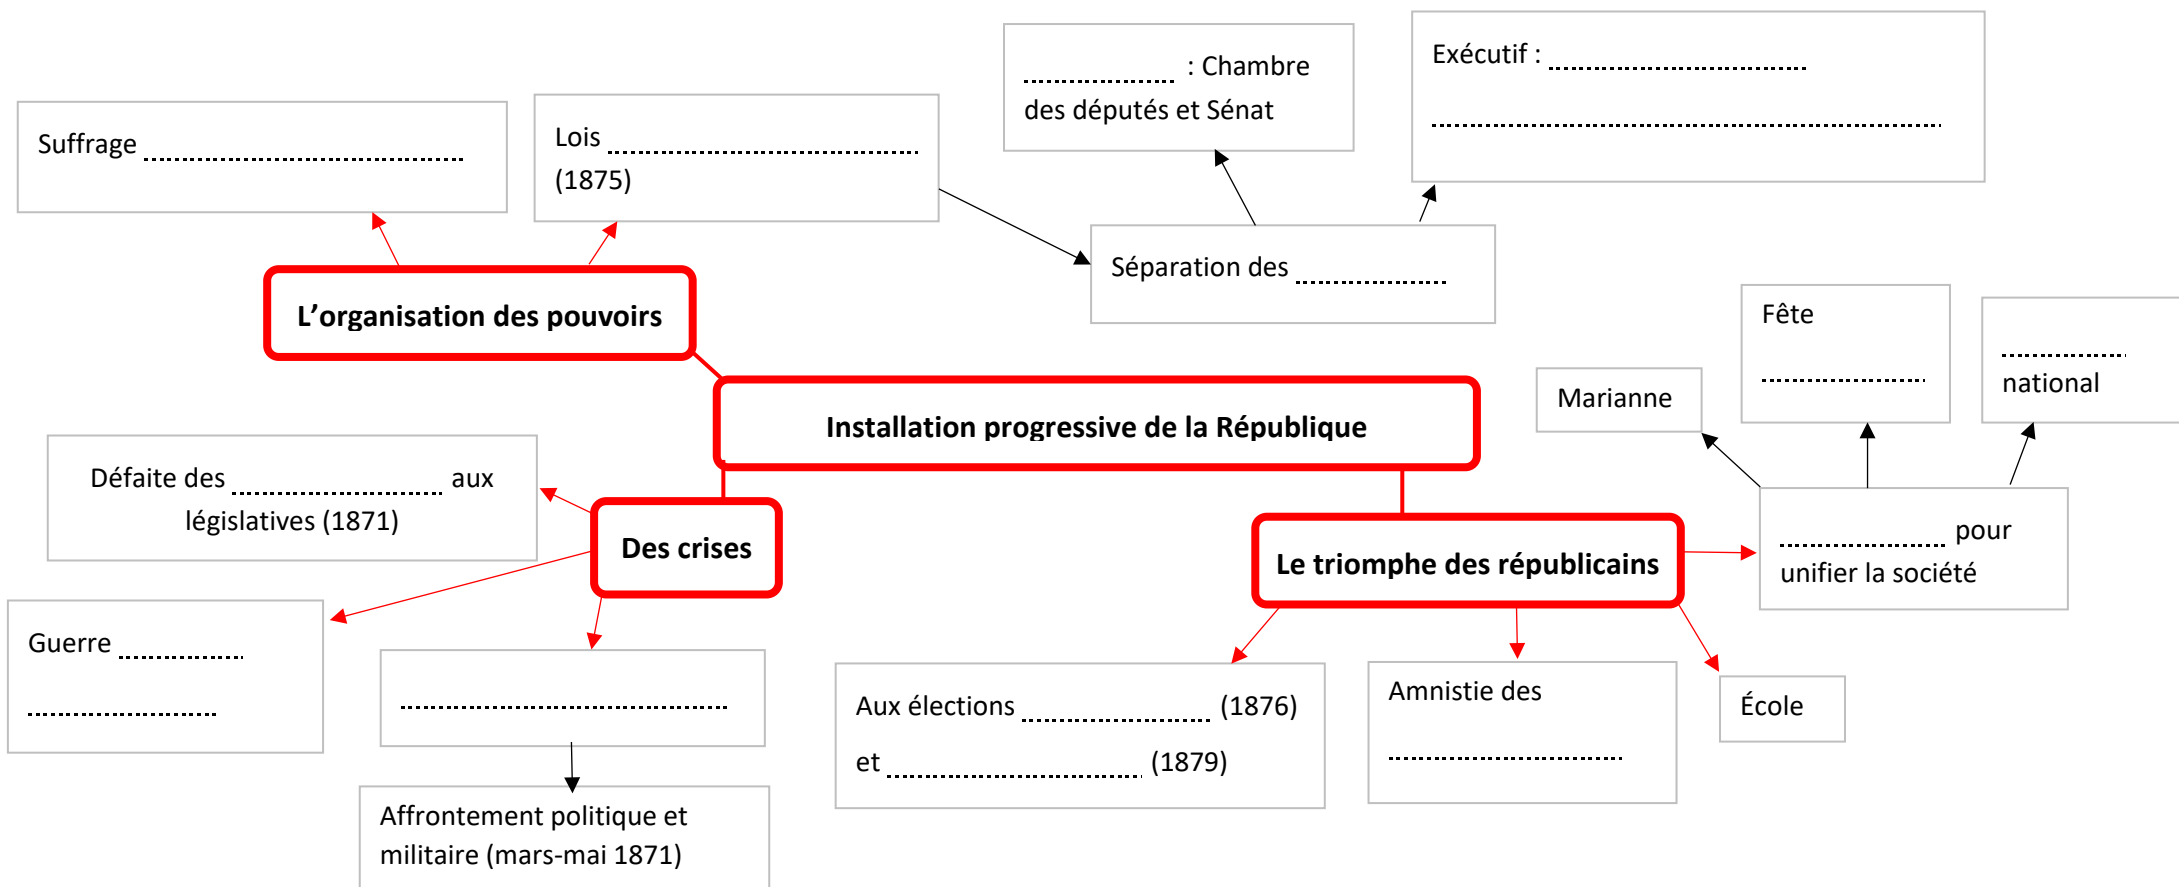 Suffrage ................................
Lois ................................
(1875)
................ : Chambre
des députés et Sénat
Exécutif : ..........................
....................................................
Séparation des ................
L’organisation des pouvoirs
Installation progressive de la République
Marianne
Fête
.................
.............
national
................. pour
unifier la société
Défaite des ...................... aux
législatives (1871)
Des crises
Guerre .............
...................
..................................
Affrontement politique et
militaire (mars-mai 1871)
Le triomphe des républicains
Aux élections .................... (1876)
et ........................... (1879)
Amnistie des
.........................
École